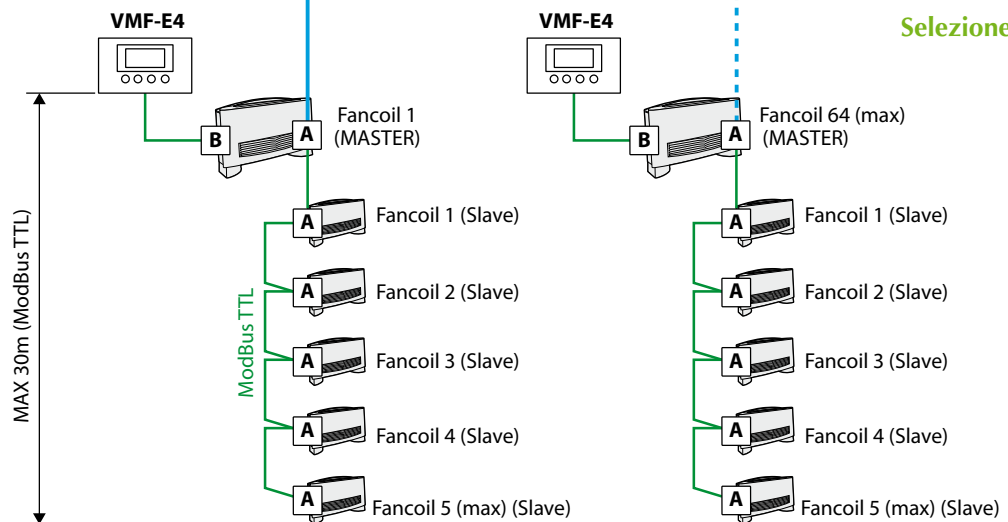 VMF-E4
VMF-E4
Selezione
B
A
Fancoil 1
(MASTER)
B
A
Fancoil 64 (max)
(MASTER)
MAX 30m (ModBus TTL)
ModBus TTL
A
Fancoil 1 (Slave)
A
Fancoil 2 (Slave)
A
Fancoil 3 (Slave)
A
Fancoil 4 (Slave)
A
Fancoil 5 (max) (Slave)
A
Fancoil 1 (Slave)
A
Fancoil 2 (Slave)
A
Fancoil 3 (Slave)
A
Fancoil 4 (Slave)
A
Fancoil 5 (max) (Slave)